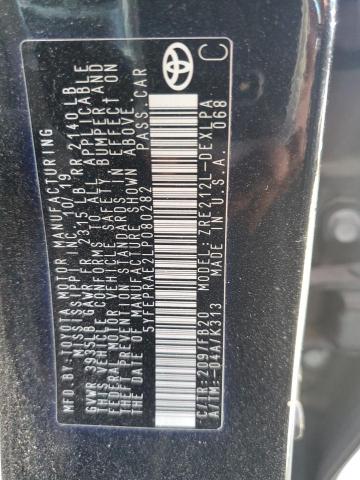 MFD.BY:TOYOTA MOTOR MANUFACTURING
MISSISSIPPI, INC. 10/19
GVWR 3935LB GAWR FR 2315 LB RR 2140LB
THIS VEHICLE CONFORMS TO ALL APPLICABLE
FEDERAL MOTOR VEHICLE SAFETY, BUMPER AND
THEFT PREVENTION STANDARDS IN EFFECT ON
THE DATE OF MANUFACTURE SHOWN ABOVE.
5YFEPRAE2LP080282 PASS.CAR
C/TR:209/FB20 ZRE212L-DEXLPA
A/TM:-04A/K313 MADE IN U.S.A. 068
TOYOTA
C